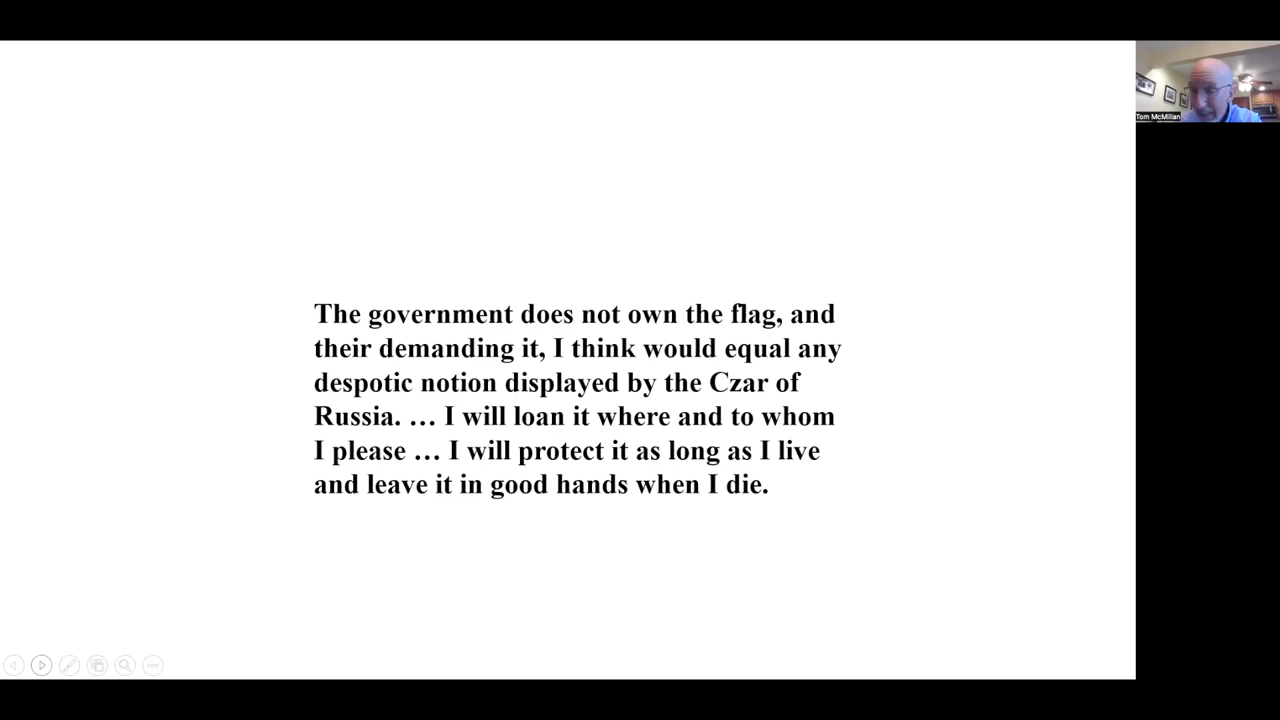 Tom McMillan
The government does not own the flag, and
their demanding it, I think would equal any
despotic notion displayed by the Czar of
Russia. … I will loan it where and to whom
I please … I will protect it as long as I live
and leave it in good hands when I die.